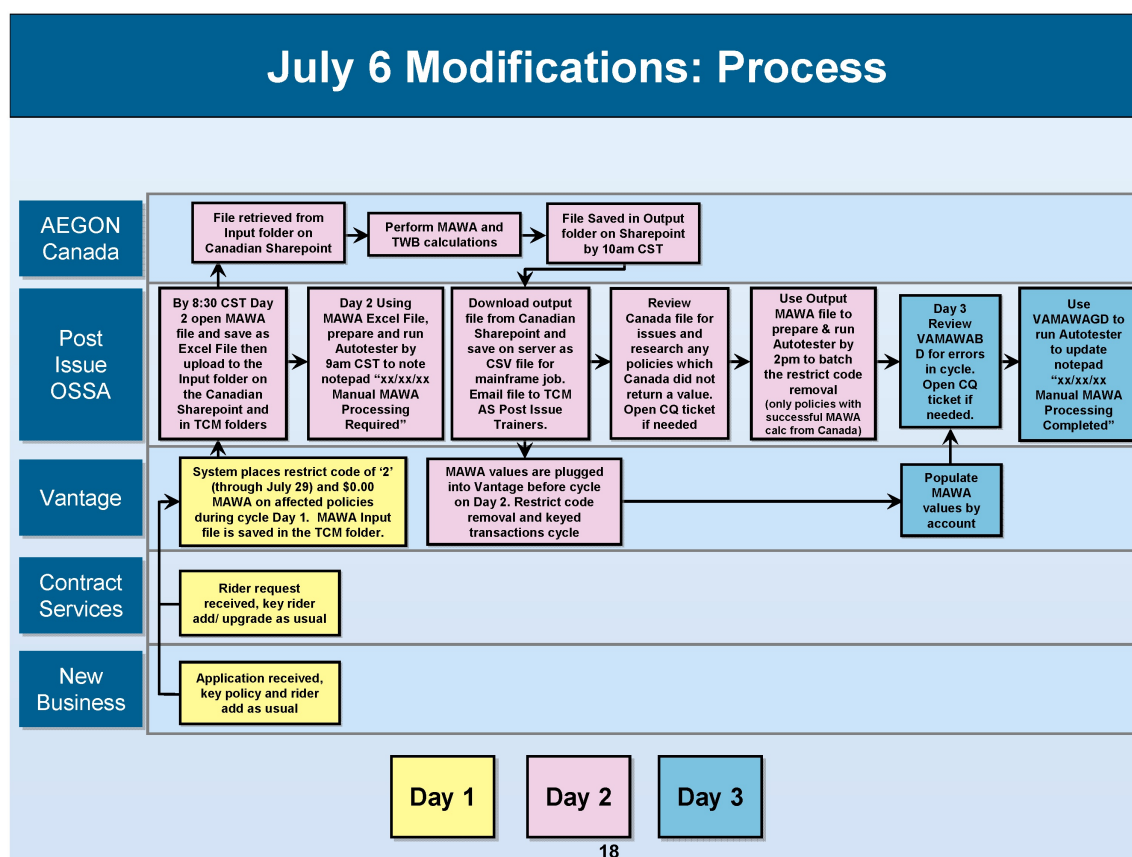 July 6 Modifications: Process
AEGON
Canada
File retrieved from
Input folder on
Canadian Sharepoint
Perform MAWA and
TWB calculations
File Saved in Output
folder on Sharepoint
by 10am CST
Post
Issue
OSSA
By 8:30 CST Day
2 open MAWA
file and save as
Excel File then
upload to the
Input folder on
the Canadian
Sharepoint and
in TCM folders
Day 2 Using
MAWA Excel File,
prepare and run
Autotester by
9am CST to note
notepad “xx/xx/xx
Manual MAWA
Processing
Required”
Download output
file from Canadian
Sharepoint and
save on server as
CSV file for
mainframe job.
Email file to TCM
AS Post Issue
Trainers.
Review
Canada file for
issues and
research any
policies which
Canada did not
return a value.
Open CQ ticket
if needed
Use Output
MAWA file to
prepare & run
Autotester by
2pm to batch
the restrict code
removal
(only policies with
successful MAWA
calc from Canada)
Day 3
Review
VAMAWAB
D for errors
in cycle.
Open CQ
ticket if
needed.
Use
VAMAWAGD to
run Autotester
to update
notepad
“xx/xx/xx
Manual MAWA
Processing
Completed”
Vantage
System places restrict code of ‘2’
(through July 29) and $0.00
MAWA on affected policies
during cycle Day 1. MAWA Input
file is saved in the TCM folder.
MAWA values are plugged
into Vantage before cycle
on Day 2. Restrict code
removal and keyed
transactions cycle
Populate
MAWA
values by
account
Contract
Services
Rider request
received, key rider
add/ upgrade as usual
New
Business
Application received,
key policy and rider
add as usual
Day 1
Day 2
Day 3
18